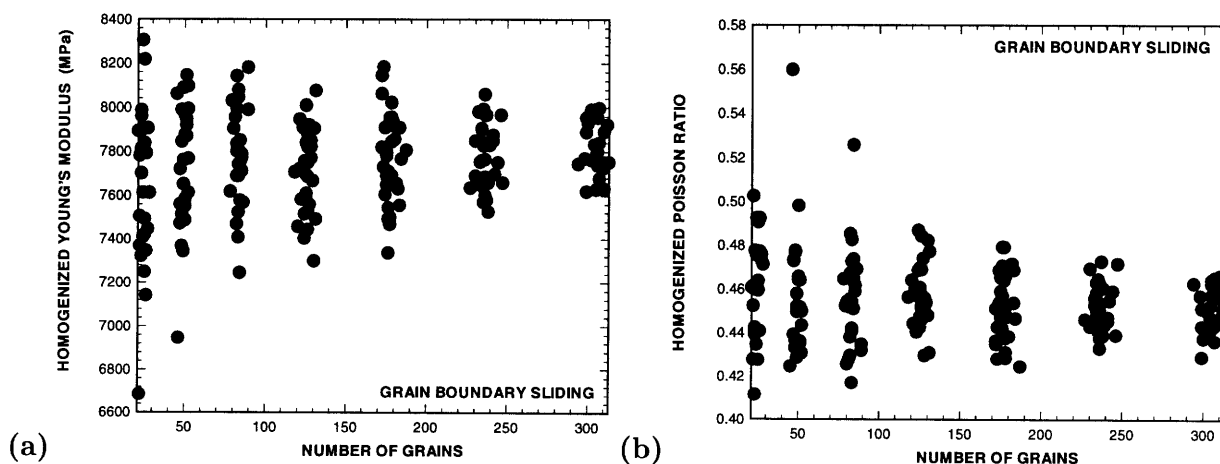 8400
8200
8000
7800
7600
7400
7200
7000
6800
6600
HOMOGENIZED YOUNG'S MODULUS (MPa)
GRAIN BOUNDARY SLIDING
50 100 150 200 250 300
NUMBER OF GRAINS
(a)
0.58
0.56
0.54
0.52
0.50
0.48
0.46
0.44
0.42
0.40
HOMOGENIZED POISSON RATIO
GRAIN BOUNDARY SLIDING
50 100 150 200 250 300
NUMBER OF GRAINS
(b)